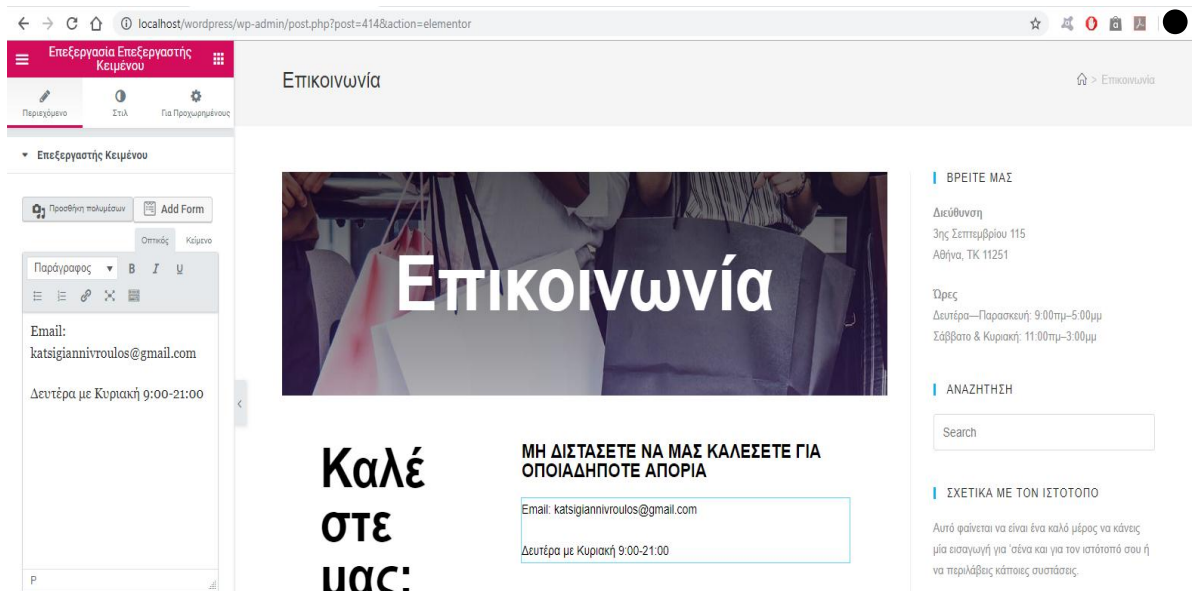 localhost/wordpress/wp-admin/post.php?post=414&action=elementor
Επεξεργασία Επεξεργαστής
Κειμένου
Περιεχόμενο
Στιλ
Για Προχωρημένους
Επεξεργαστής Κειμένου
Προσθήκη πολυμέσων
Add Form
Οπτικός
Κείμενο
Παράγραφος
B I U
Email:
katsigiannivroulos@gmail.com
Δευτέρα με Κυριακή 9:00-21:00
P
Επικοινωνία
> Επικοινωνία
Επικοινωνία
Καλέ
στε
μας:
ΜΗ ΔΙΣΤΑΣΕΤΕ ΝΑ ΜΑΣ ΚΑΛΕΣΕΤΕ ΓΙΑ
ΟΠΟΙΑΔΗΠΟΤΕ ΑΠΟΡΙΑ
Email: katsigiannivroulos@gmail.com
Δευτέρα με Κυριακή 9:00-21:00
ΒΡΕΙΤΕ ΜΑΣ
Διεύθυνση
3ης Σεπτεμβρίου 115
Αθήνα, ΤΚ 11251
Ώρες
Δευτέρα—Παρασκευή: 9:00πμ–5:00μμ
Σάββατο & Κυριακή: 11:00πμ–3:00μμ
ΑΝΑΖΗΤΗΣΗ
Search
ΣΧΕΤΙΚΑ ΜΕ ΤΟΝ ΙΣΤΟΤΟΠΟ
Αυτό φαίνεται να είναι ένα καλό μέρος να κάνεις
μία εισαγωγή για 'σένα και για τον ιστότοπό σου ή
να περιλάβεις κάποιες συστάσεις.